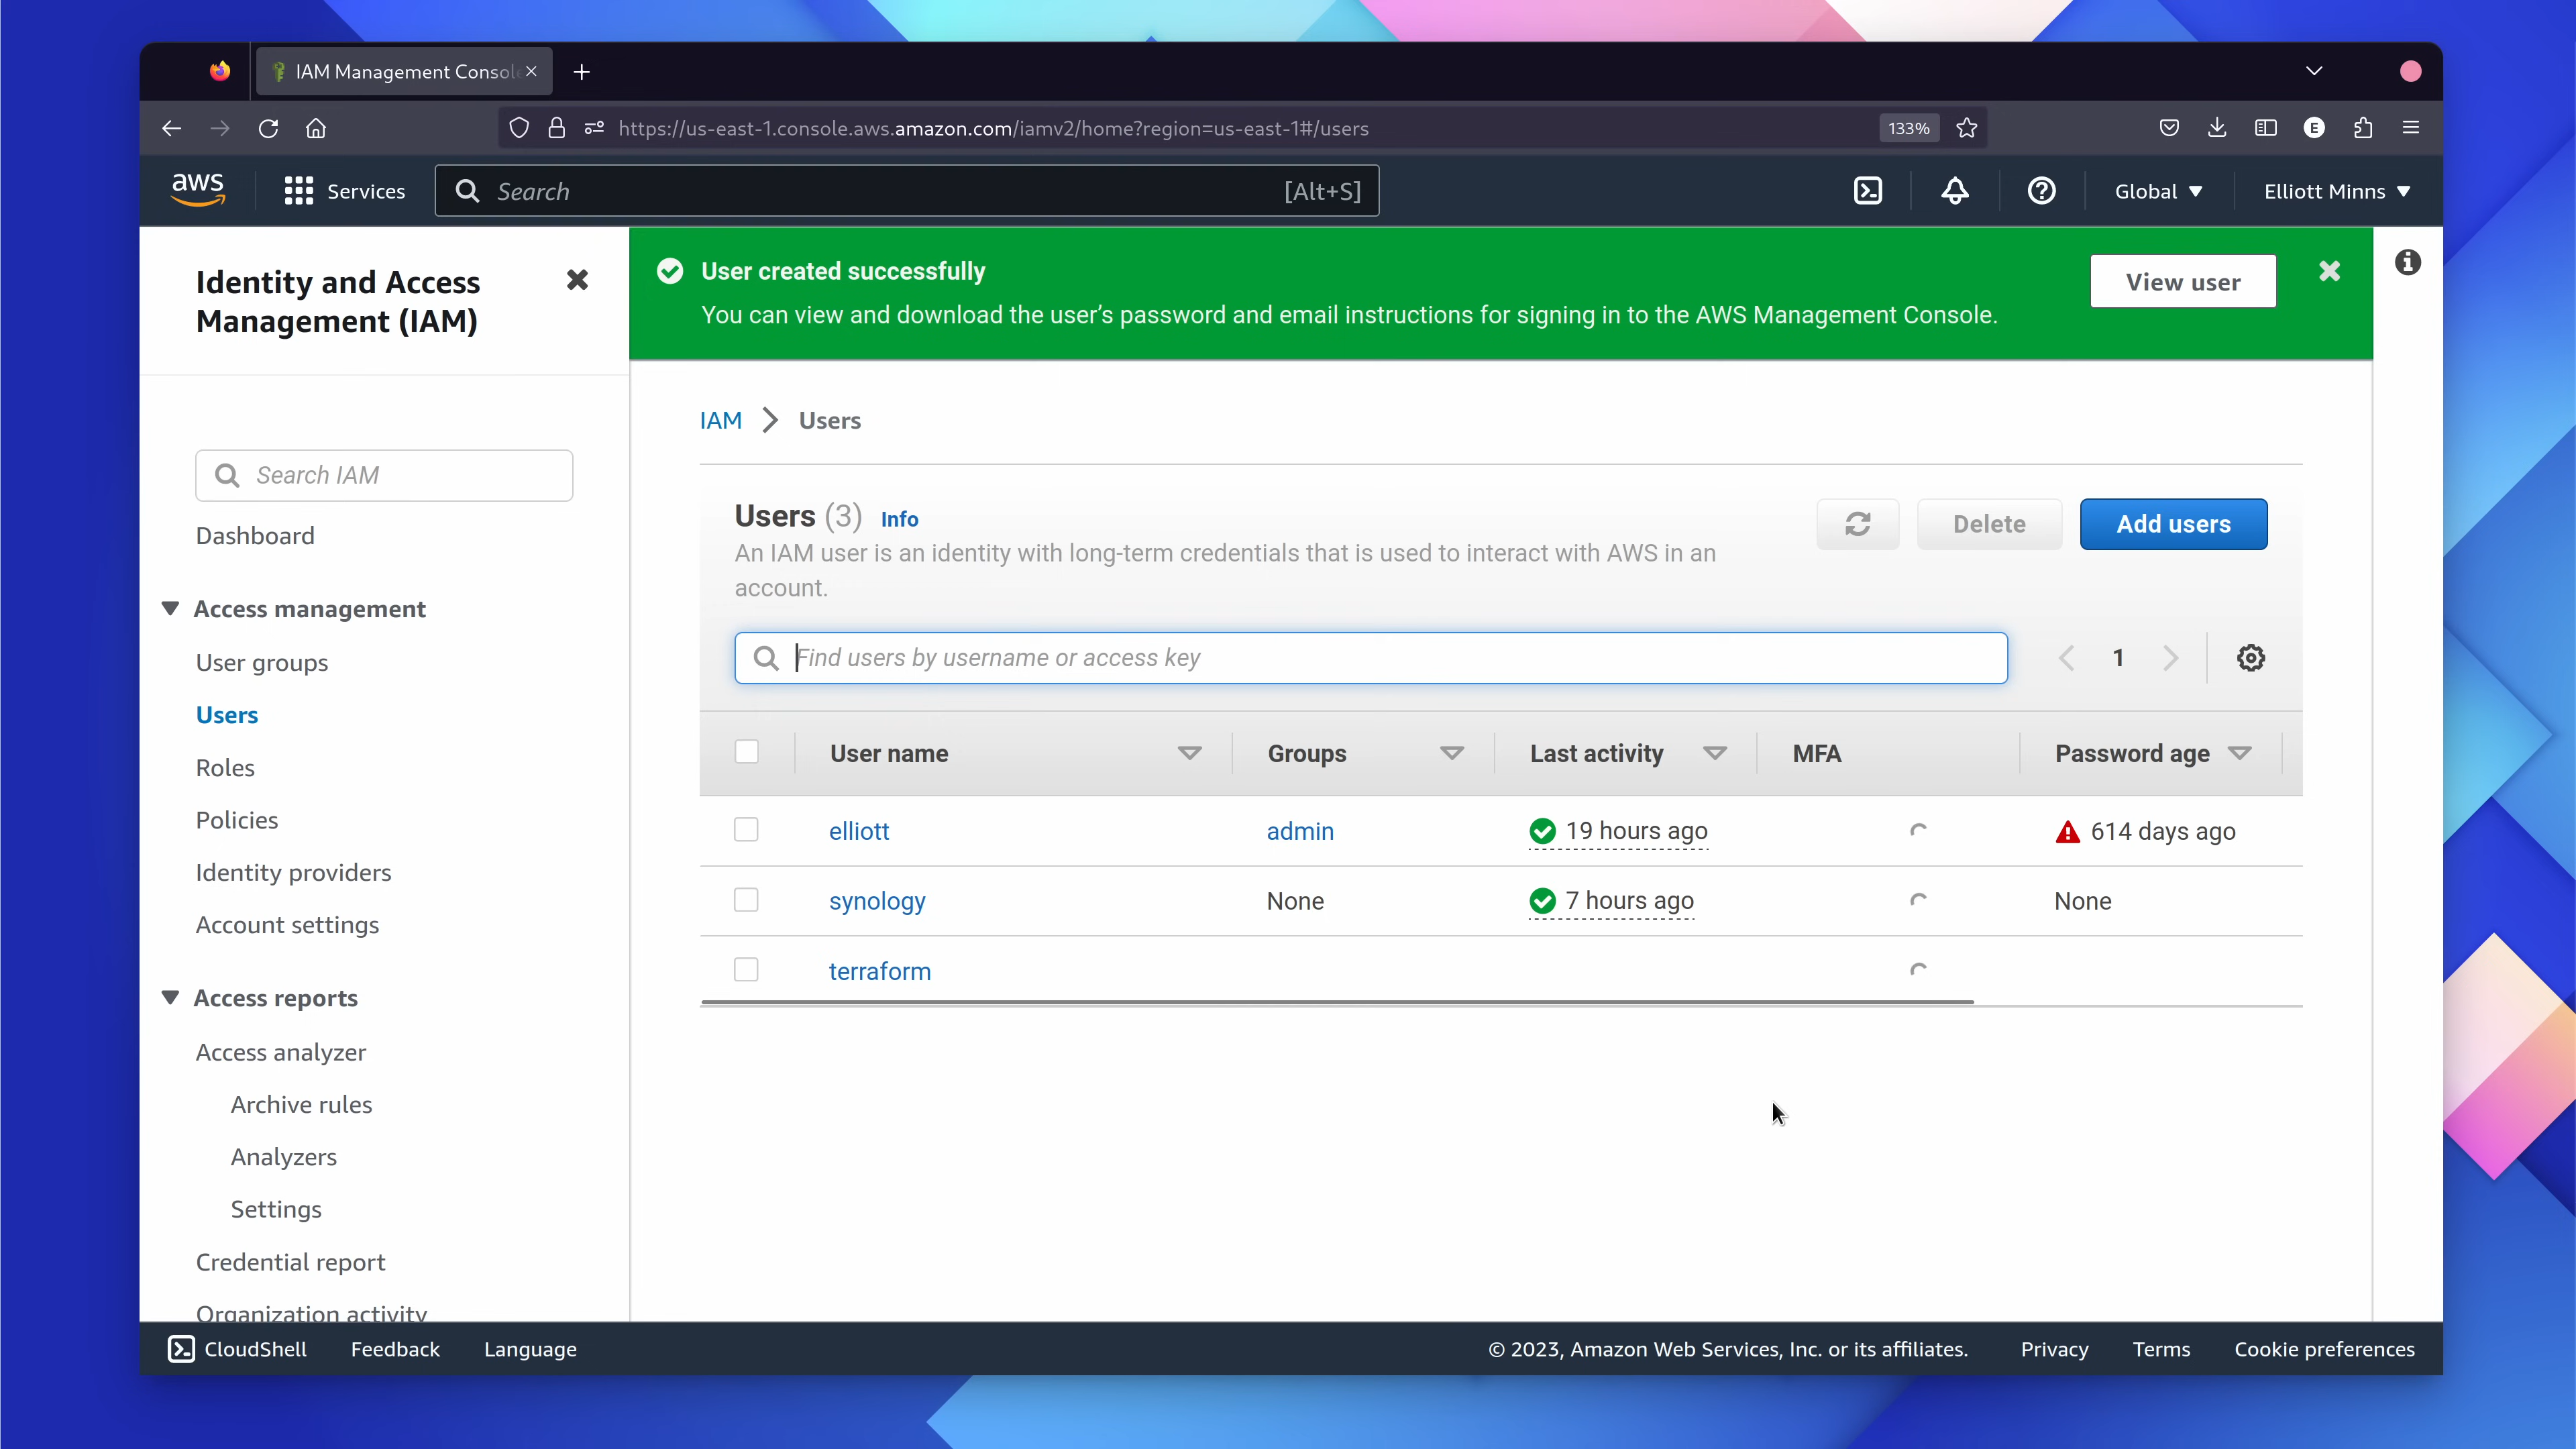 IAM Management Consol
https://us-east-1.console.aws.amazon.com/iamv2/home?region=us-east-1#/users
133%
E
aws
Services
Search
[Alt+S]
Global
Elliott Minns
Identity and Access
Management (IAM)
Search IAM
Dashboard
Access management
User groups
Users
Roles
Policies
Identity providers
Account settings
Access reports
Access analyzer
Archive rules
Analyzers
Settings
Credential report
Organization activity
User created successfully
You can view and download the user's password and email instructions for signing in to the AWS Management Console.
View user
IAM > Users
Users (3) Info
An IAM user is an identity with long-term credentials that is used to interact with AWS in an
account.
Delete
Add users
Find users by username or access key
1
User name Groups Last activity MFA Password age
elliott admin 19 hours ago 614 days ago
synology None 7 hours ago None
terraform
CloudShell Feedback Language © 2023, Amazon Web Services, Inc. or its affiliates. Privacy Terms Cookie preferences